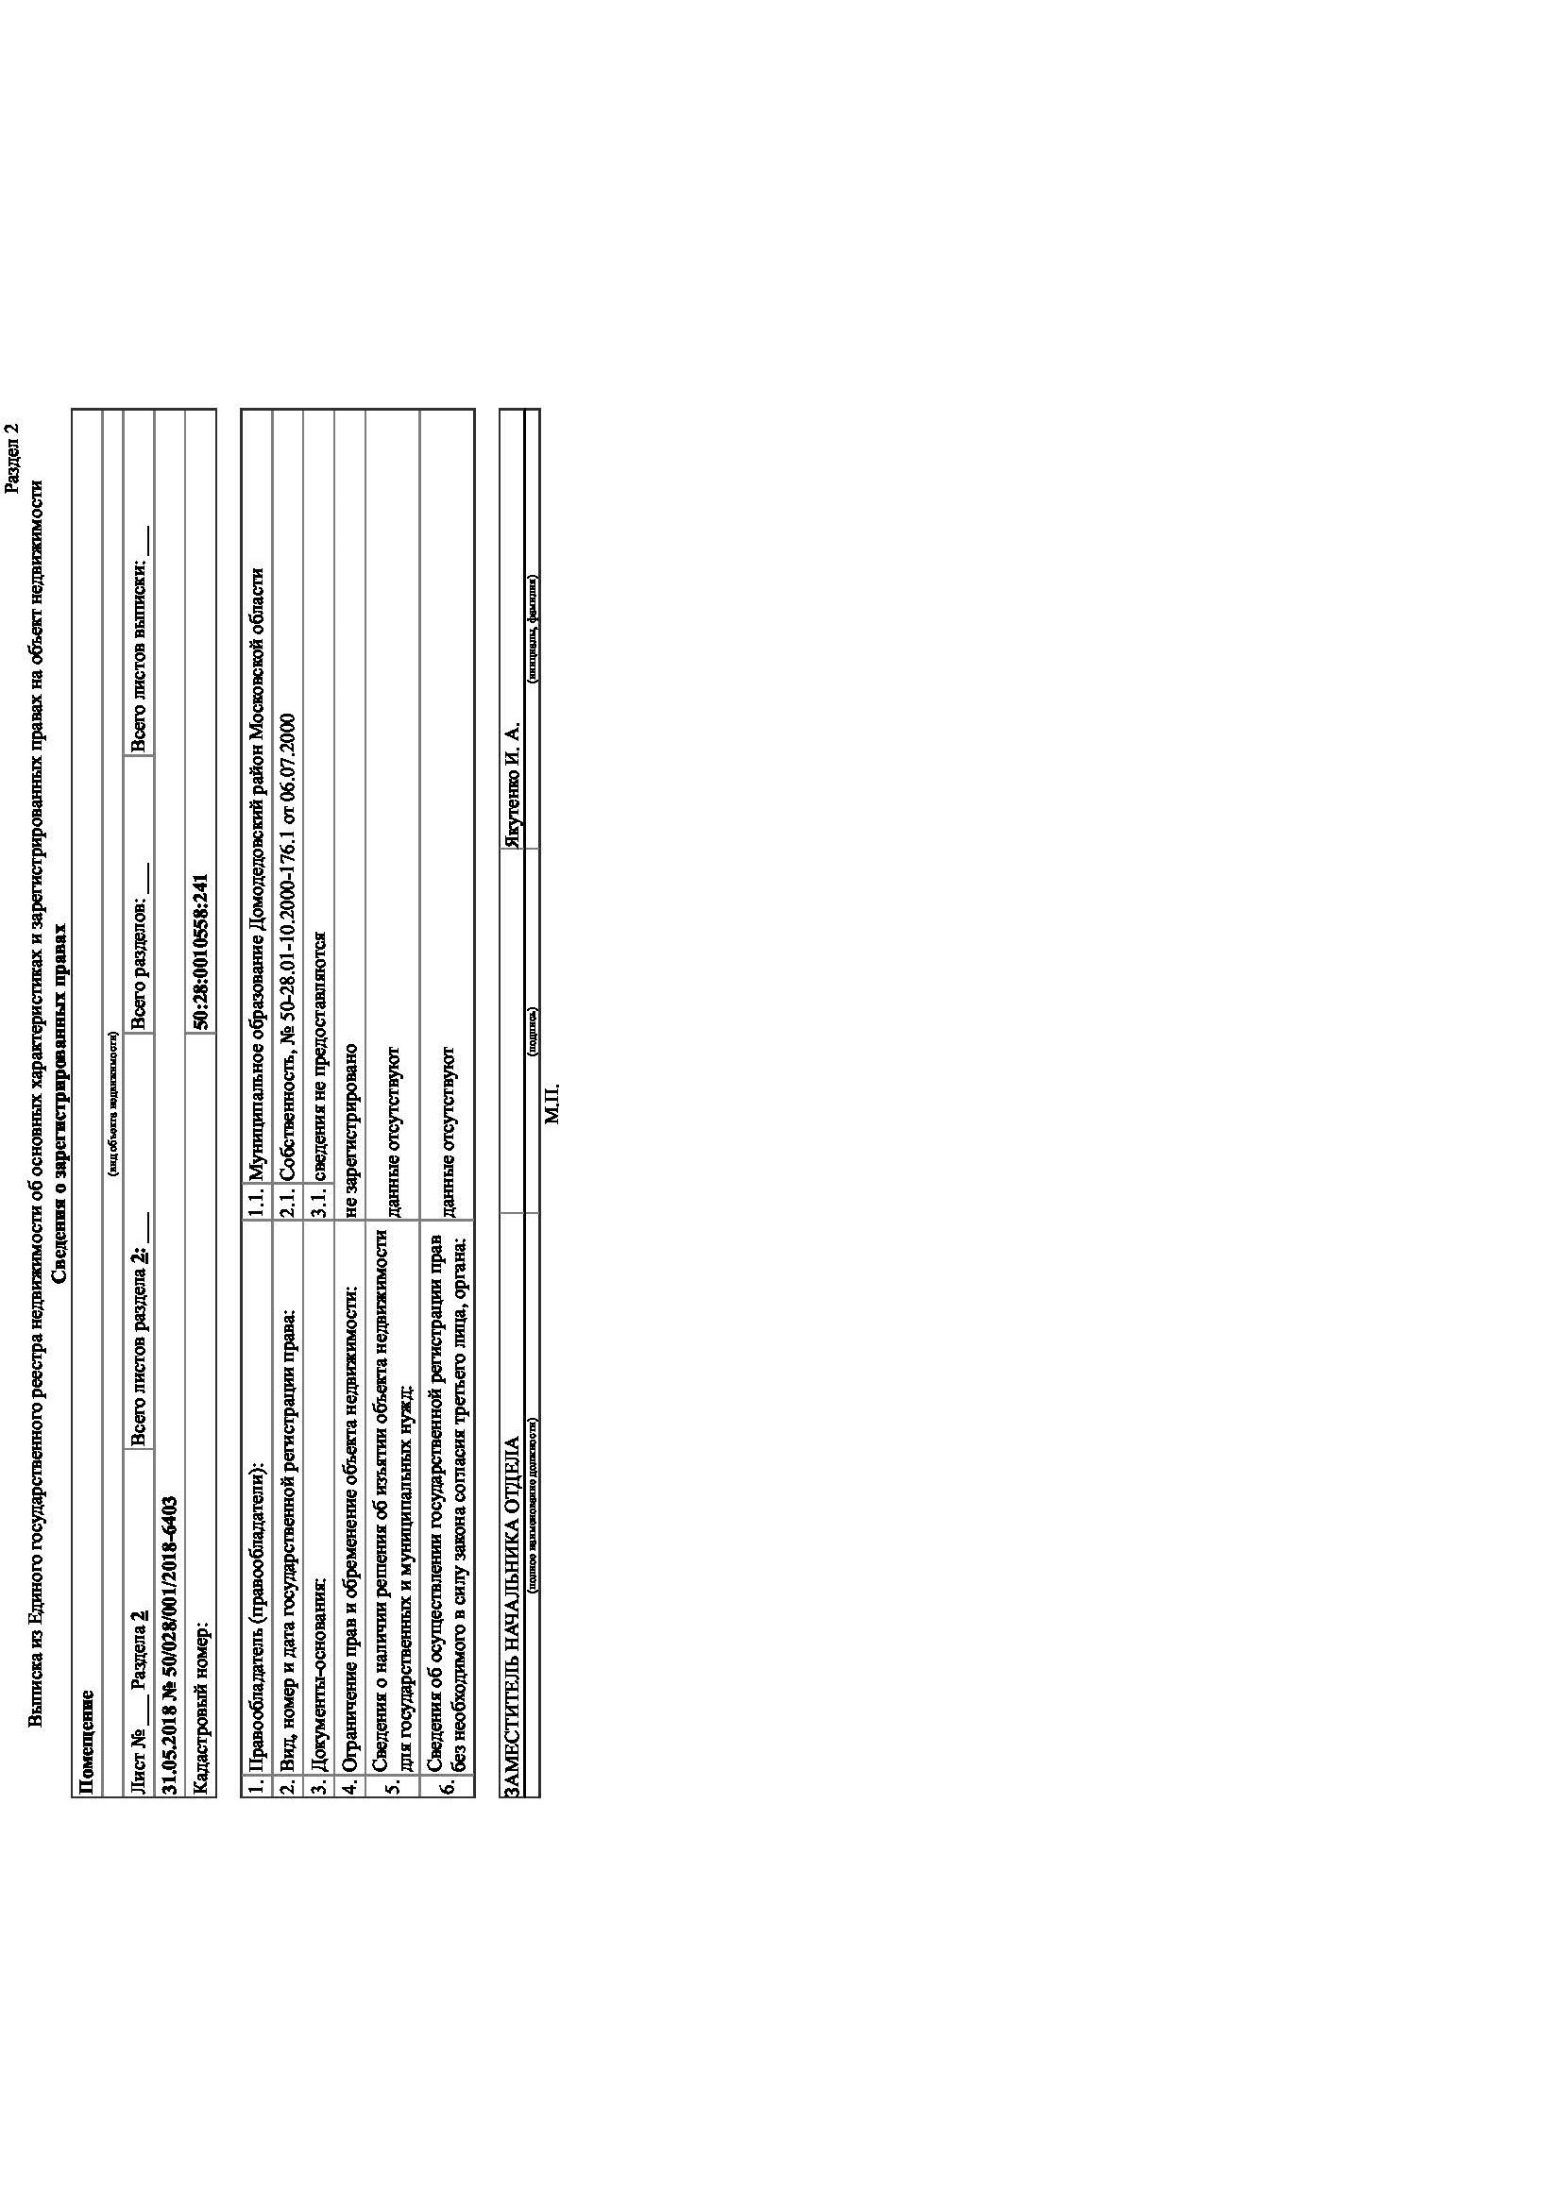 Раздел 2
Выписка из Единого государственного реестра недвижимости об основных характеристиках и зарегистрированных правах на объект недвижимости
Сведения о зарегистрированных правах
Помещение
(вид объекта недвижимости)
Лист № ___ Раздела 2 Всего листов раздела 2: ___ Всего разделов: ___ Всего листов выписки: ___
31.05.2018 № 50/028/001/2018-6403
Кадастровый номер: 50:28:0010558:241
1. Правообладатель (правообладатели): 1.1. Муниципальное образование Домодедовский район Московской области
2. Вид, номер и дата государственной регистрации права: 2.1. Собственность, № 50-28.01-10.2000-176.1 от 06.07.2000
3. Документы-основания: 3.1. сведения не предоставляются
4. Ограничение прав и обременение объекта недвижимости: не зарегистрировано
5. Сведения о наличии решения об изъятии объекта недвижимости
для государственных и муниципальных нужд: данные отсутствуют
6. Сведения об осуществлении государственной регистрации прав
без необходимого в силу закона согласия третьего лица, органа: данные отсутствуют
ЗАМЕСТИТЕЛЬ НАЧАЛЬНИКА ОТДЕЛА Якутенко И. А.
(полное наименование должности) (подпись) (инициалы, фамилия)
М.П.